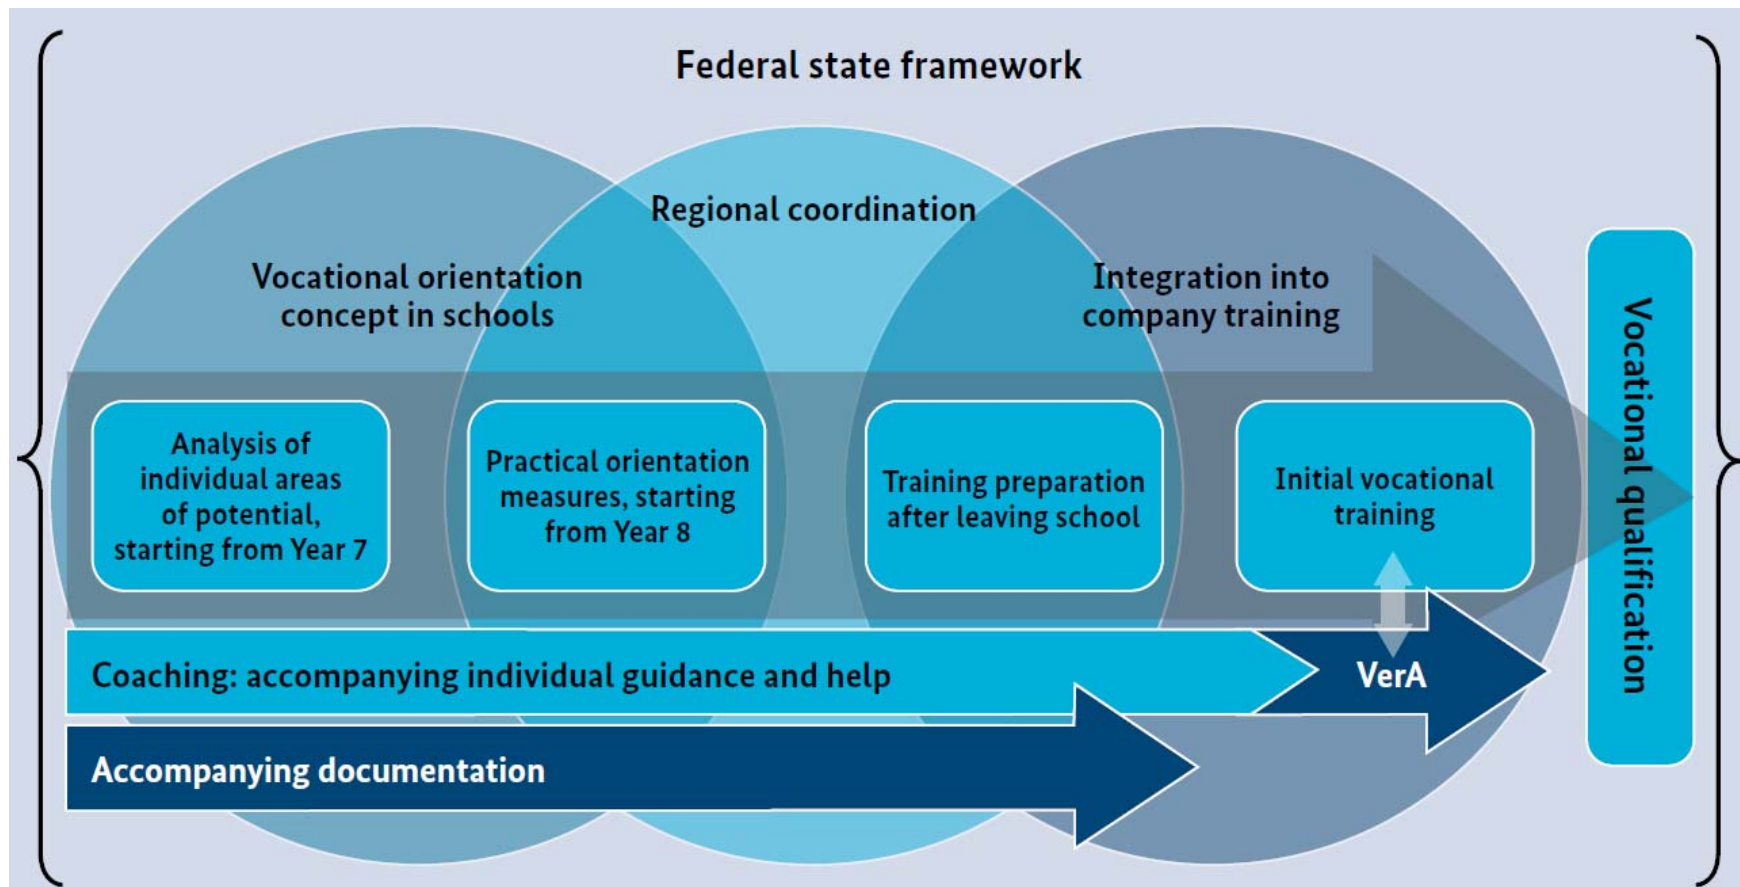 Federal state framework
Regional coordination
Vocational orientation
concept in schools
Integration into
company training
Analysis of
individual areas
of potential,
starting from Year 7
Practical orientation
measures, starting
from Year 8
Training preparation
after leaving school
Initial vocational
training
Vocational qualification
Coaching: accompanying individual guidance and help
VerA
Accompanying documentation